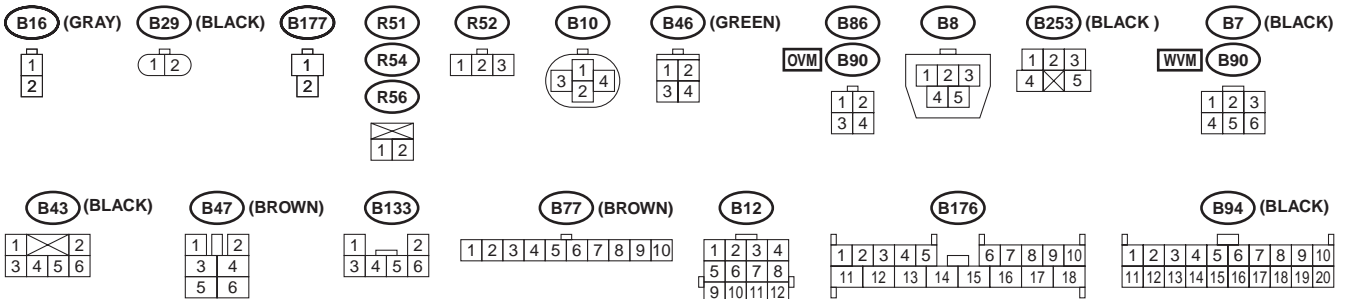 B16 (GRAY) B29 (BLACK) B177 R51 R52 B10 B46 (GREEN) B86 B8 B253 (BLACK ) B7 (BLACK)
R54 OVM B90 WVM B90
R56
1
2
1 2
1
2
1 2
1 2 3
1
3 4
2
1 2
3 4
1 2
3 4
1 2 3
4 5
1 2 3
4 5
1 2 3
4 5 6
B43 (BLACK) B47 (BROWN) B133 B77 (BROWN) B12 B176 B94 (BLACK)
1 2
3 4 5 6
1 2
3 4
5 6
1 2
3 4 5 6
1 2 3 4 5 6 7 8 9 10
1 2 3 4
5 6 7 8
9 10 11 12
1 2 3 4 5 6 7 8 9 10
11 12 13 14 15 16 17 18
1 2 3 4 5 6 7 8 9 10
11 12 13 14 15 16 17 18 19 20